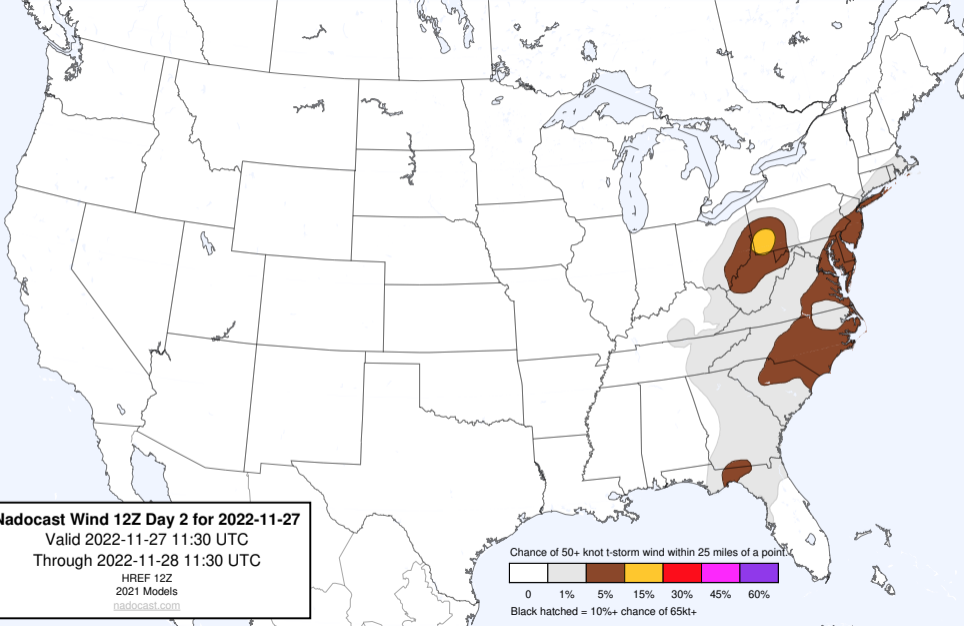 Nadocast Wind 12Z Day 2 for 2022-11-27
Valid 2022-11-27 11:30 UTC
Through 2022-11-28 11:30 UTC
HREF 12Z
2021 Models
nadocast.com
Chance of 50+ knot t-storm wind within 25 miles of a point.
0 1% 5% 15% 30% 45% 60%
Black hatched = 10%+ chance of 65kt+